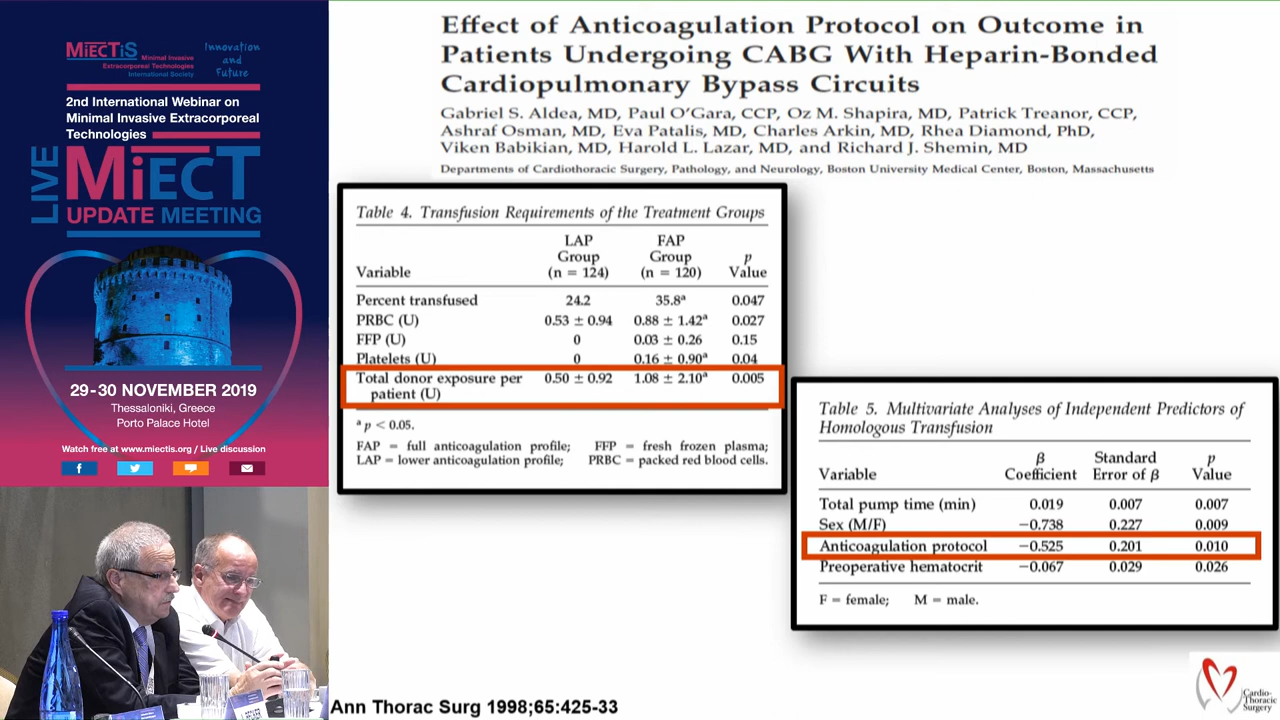 MiECTiS
Minimal Invasive
Extracorporeal Technologies
International Society
Innovation
and
Future
2nd International Webinar on
Minimal Invasive Extracorporeal
Technologies
LIVE
MiECT
UPDATE MEETING
29-30 NOVEMBER 2019
Thessaloniki, Greece
Porto Palace Hotel
Watch free at www.miectis.org / Live discussion
Effect of Anticoagulation Protocol on Outcome in
Patients Undergoing CABG With Heparin-Bonded
Cardiopulmonary Bypass Circuits
Gabriel S. Aldea, MD, Paul O'Gara, CCP, Oz M. Shapira, MD, Patrick Treanor, CCP,
Ashraf Osman, MD, Eva Patalis, MD, Charles Arkin, MD, Rhea Diamond, PhD,
Viken Babikian, MD, Harold L. Lazar, MD, and Richard J. Shemin, MD
Departments of Cardiothoracic Surgery, Pathology, and Neurology, Boston University Medical Center, Boston, Massachusetts
Table 4. Transfusion Requirements of the Treatment Groups
LAP FAP
Group Group p
Variable (n = 124) (n = 120) Value
Percent transfused 24.2 35.8ª 0.047
PRBC (U) 0.53 ± 0.94 0.88 ± 1.42ª 0.027
FFP (U) 0 0.03 ± 0.26 0.15
Platelets (U) 0 0.16 ± 0.90ª 0.04
Total donor exposure per 0.50 ± 0.92 1.08 ± 2.10ª 0.005
patient (U)
ª p < 0.05.
FAP = full anticoagulation profile; FFP = fresh frozen plasma;
LAP = lower anticoagulation profile; PRBC = packed red blood cells.
Table 5. Multivariate Analyses of Independent Predictors of
Homologous Transfusion
β Standard p
Variable Coefficient Error of β Value
Total pump time (min) 0.019 0.007 0.007
Sex (M/F) −0.738 0.227 0.009
Anticoagulation protocol −0.525 0.201 0.010
Preoperative hematocrit −0.067 0.029 0.026
F = female; M = male.
Ann Thorac Surg 1998;65:425-33
Cardio-
Thoracic
Surgery